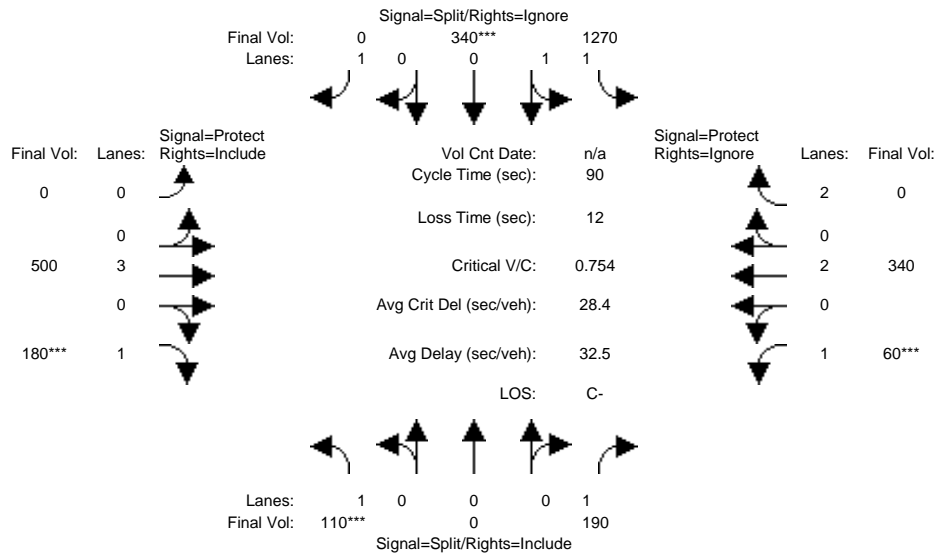 Signal=Split/Rights=Ignore
Final Vol: 0 340*** 1270
Lanes: 1 0 0 1 1
Signal=Protect
Final Vol: Lanes: Rights=Include
Vol Cnt Date: n/a
Signal=Protect
Rights=Ignore Lanes: Final Vol:
Cycle Time (sec): 90
0 0
2 0
Loss Time (sec): 12
0
0
500 3
Critical V/C: 0.754
2 340
0
Avg Crit Del (sec/veh): 28.4
0
180*** 1
Avg Delay (sec/veh): 32.5
1 60***
LOS: C-
Lanes: 1 0 0 0 1
Final Vol: 110*** 0 190
Signal=Split/Rights=Include